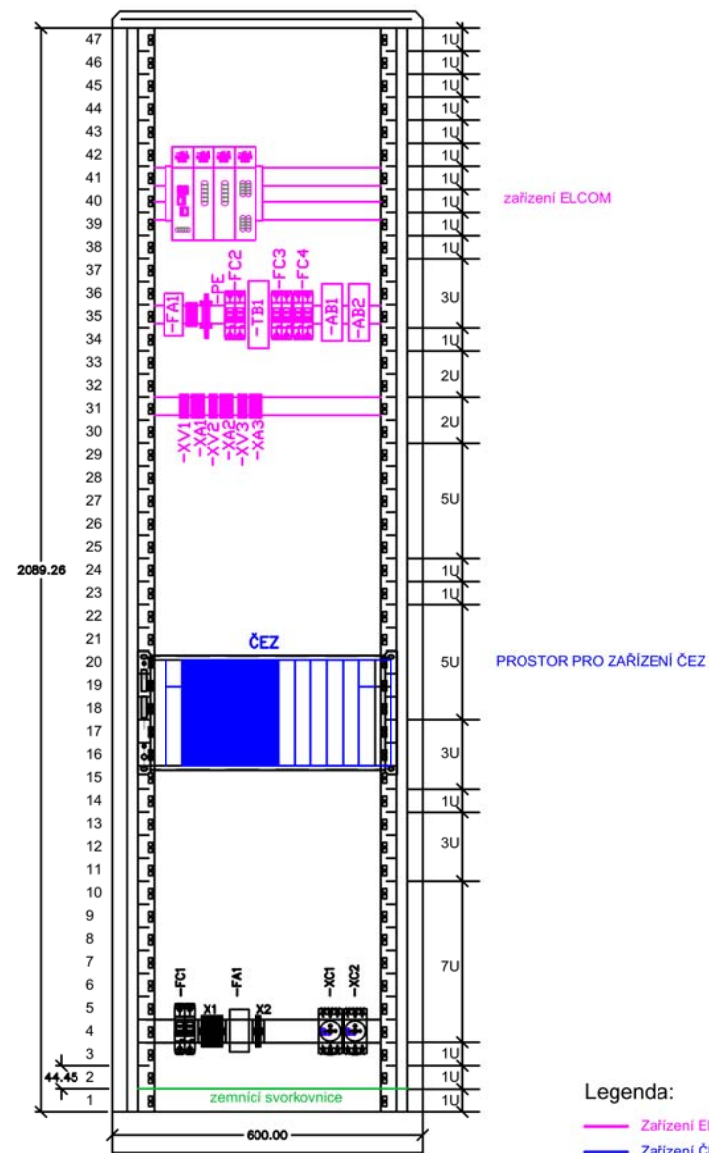 47 1U
46 1U
45 1U
44 1U
43 1U
42 1U
41 1U
40 1U
zařízení ELCOM
39 1U
38 1U
37
36
3U
-FA1
-PE
-FC2
-TB1
-FC3
-FC4
-AB1
-AB2
35
34 1U
33
32 2U
31
30 2U
-XV1
-XA1
-XV2
-XA2
-XV3
-XA3
29
28
27 5U
26
25
2089.26
24 1U
23 1U
22
21
ČEZ
20 5U
PROSTOR PRO ZAŘÍZENÍ ČEZ
19
18
17
16 3U
15
14 1U
13
12 3U
11
10
9
8
7
7U
6
5
-FC1
X1
-FA1
X2
-XC1
-XC2
4
3 1U
44.45
2 1U
zemnící svorkovnice
1 1U
600.00
Legenda:
Zařízení El
Zařízení Č